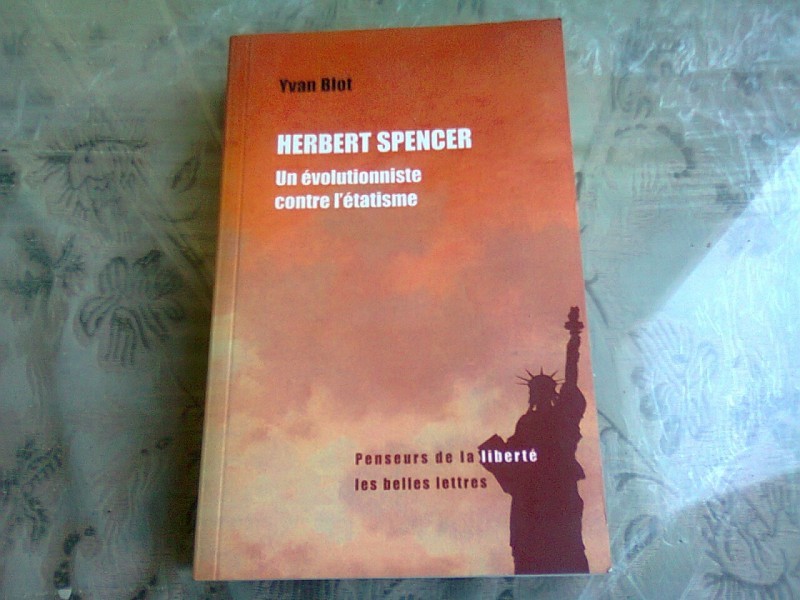 Yvan Blot
HERBERT SPENCER
Un évolutionniste
contre l'étatisme
Penseurs de la liberté
les belles lettres